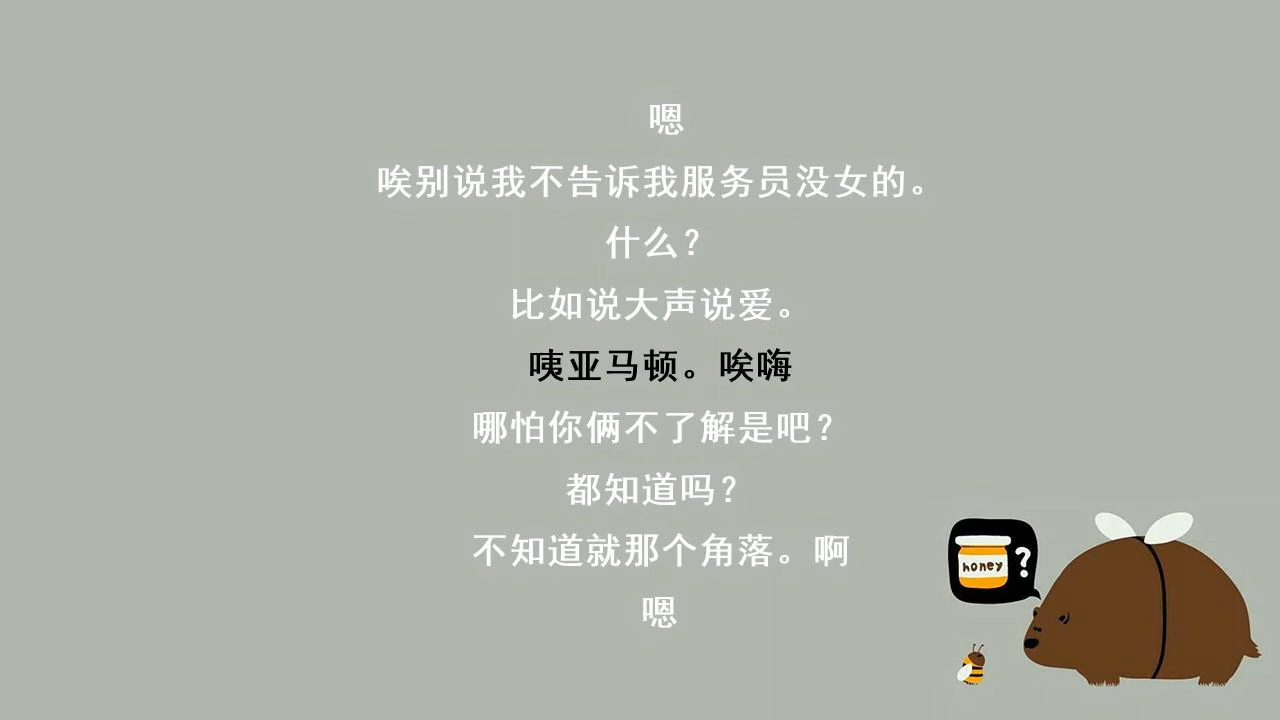 嗯
唉别说我不告诉我服务员没女的。
什么？
比如说大声说爱。
咦亚马顿。唉嗨
哪怕你俩不了解是吧？
都知道吗？
不知道就那个角落。啊
嗯
honey
?